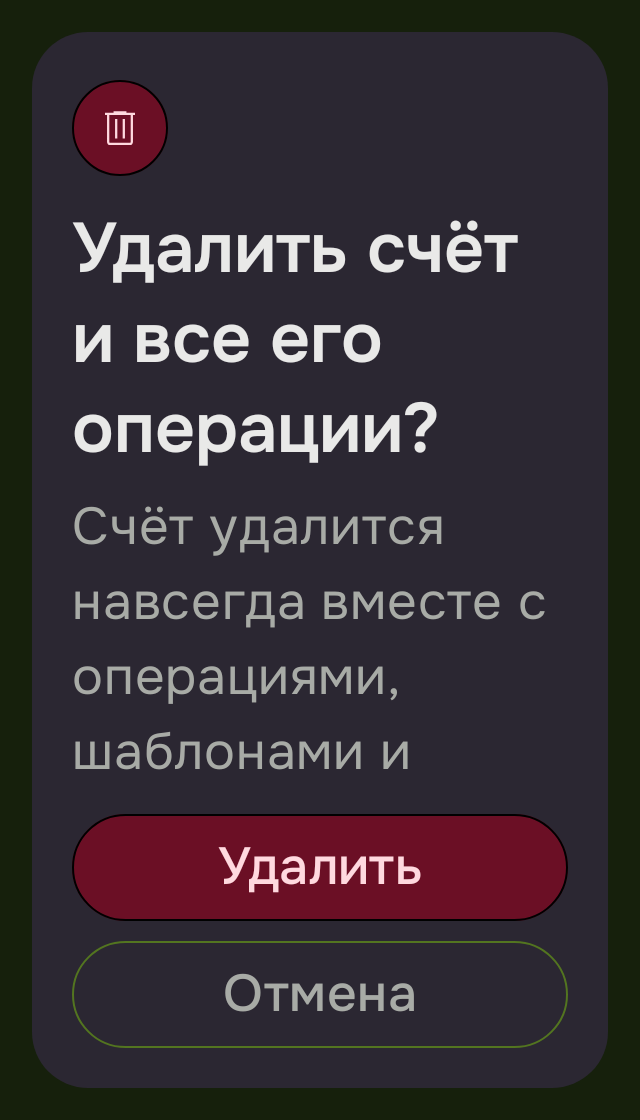 Удалить счёт
и все его
операции?
Счёт удалится
навсегда вместе с
операциями,
шаблонами и
Удалить
Отмена